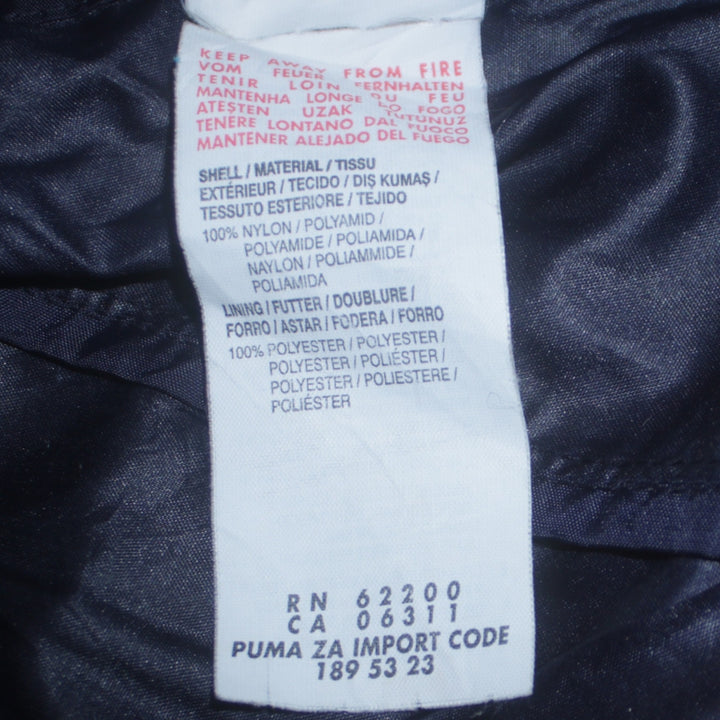 KEEP AWAY FROM FIRE
VOM FEUER FERNHALTEN
TENIR LOIN DU FEU
MANTENHA LONGE DO FOGO
ATESTEN UZAK TUTUNUZ
TENERE LONTANO DAL FUOCO
MANTENER ALEJADO DEL FUEGO
SHELL / MATERIAL / TISSU
EXTÉRIEUR / TECIDO / DIŞ KUMAŞ /
TESSUTO ESTERIORE / TEJIDO
100% NYLON / POLYAMID /
POLYAMIDE / POLIAMIDA /
NAYLON / POLIAMMIDE /
POLIAMIDA
LINING / FUTTER / DOUBLURE /
FORRO / ASTAR / FODERA / FORRO
100% POLYESTER / POLYESTER /
POLYESTER / POLIÉSTER /
POLYESTER / POLIESTERE /
POLIÉSTER
RN 62200
CA 06311
PUMA ZA IMPORT CODE
189 53 23